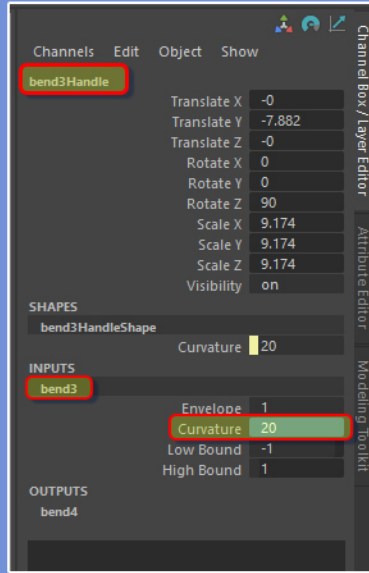 Channels Edit Object Show
bend3Handle
Translate X -0
Translate Y -7.882
Translate Z -0
Rotate X 0
Rotate Y 0
Rotate Z 90
Scale X 9.174
Scale Y 9.174
Scale Z 9.174
Visibility on
SHAPES
bend3HandleShape
Curvature 20
INPUTS
bend3
Envelope 1
Curvature 20
Low Bound -1
High Bound 1
OUTPUTS
bend4
Channel Box / Layer Editor
Attribute Editor
Modeling Toolkit